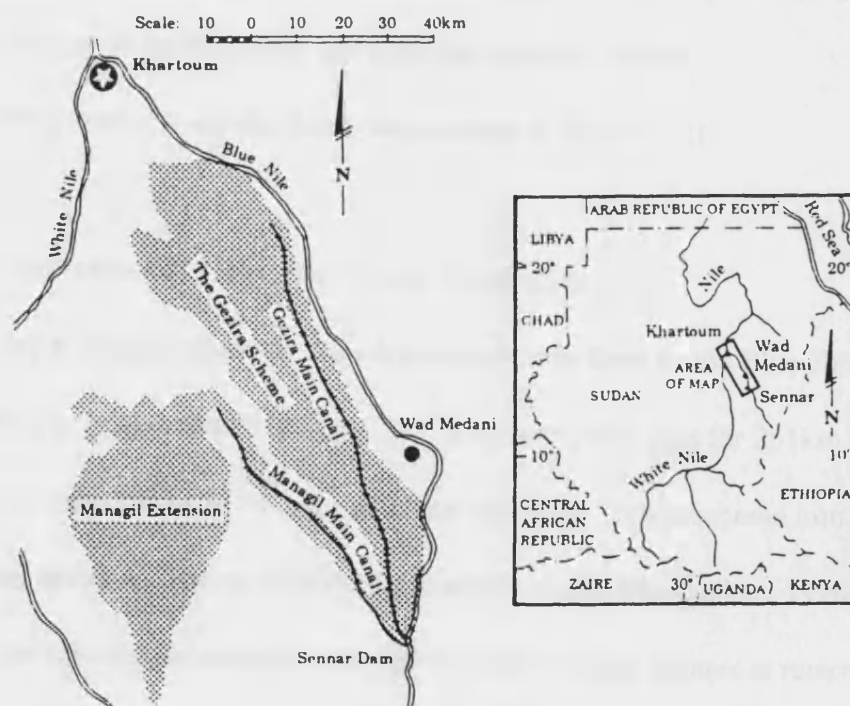 Scale: 10 0 10 20 30 40km
Khartoum
White Nile
Blue Nile
N
The Gezira Scheme
Gezira Main Canal
Wad Medani
Managil Extension
Managil Main Canal
Sennar Dam
ARAB REPUBLIC OF EGYPT
LIBYA
Red Sea
20°
20°
Nile
CHAD
Khartoum
Wad
Medani
AREA
OF MAP
Sennar
SUDAN
N
10°
10°
White Nile
ETHIOPIA
CENTRAL
AFRICAN
REPUBLIC
ZAIRE
30°
(UGANDA)
KENYA